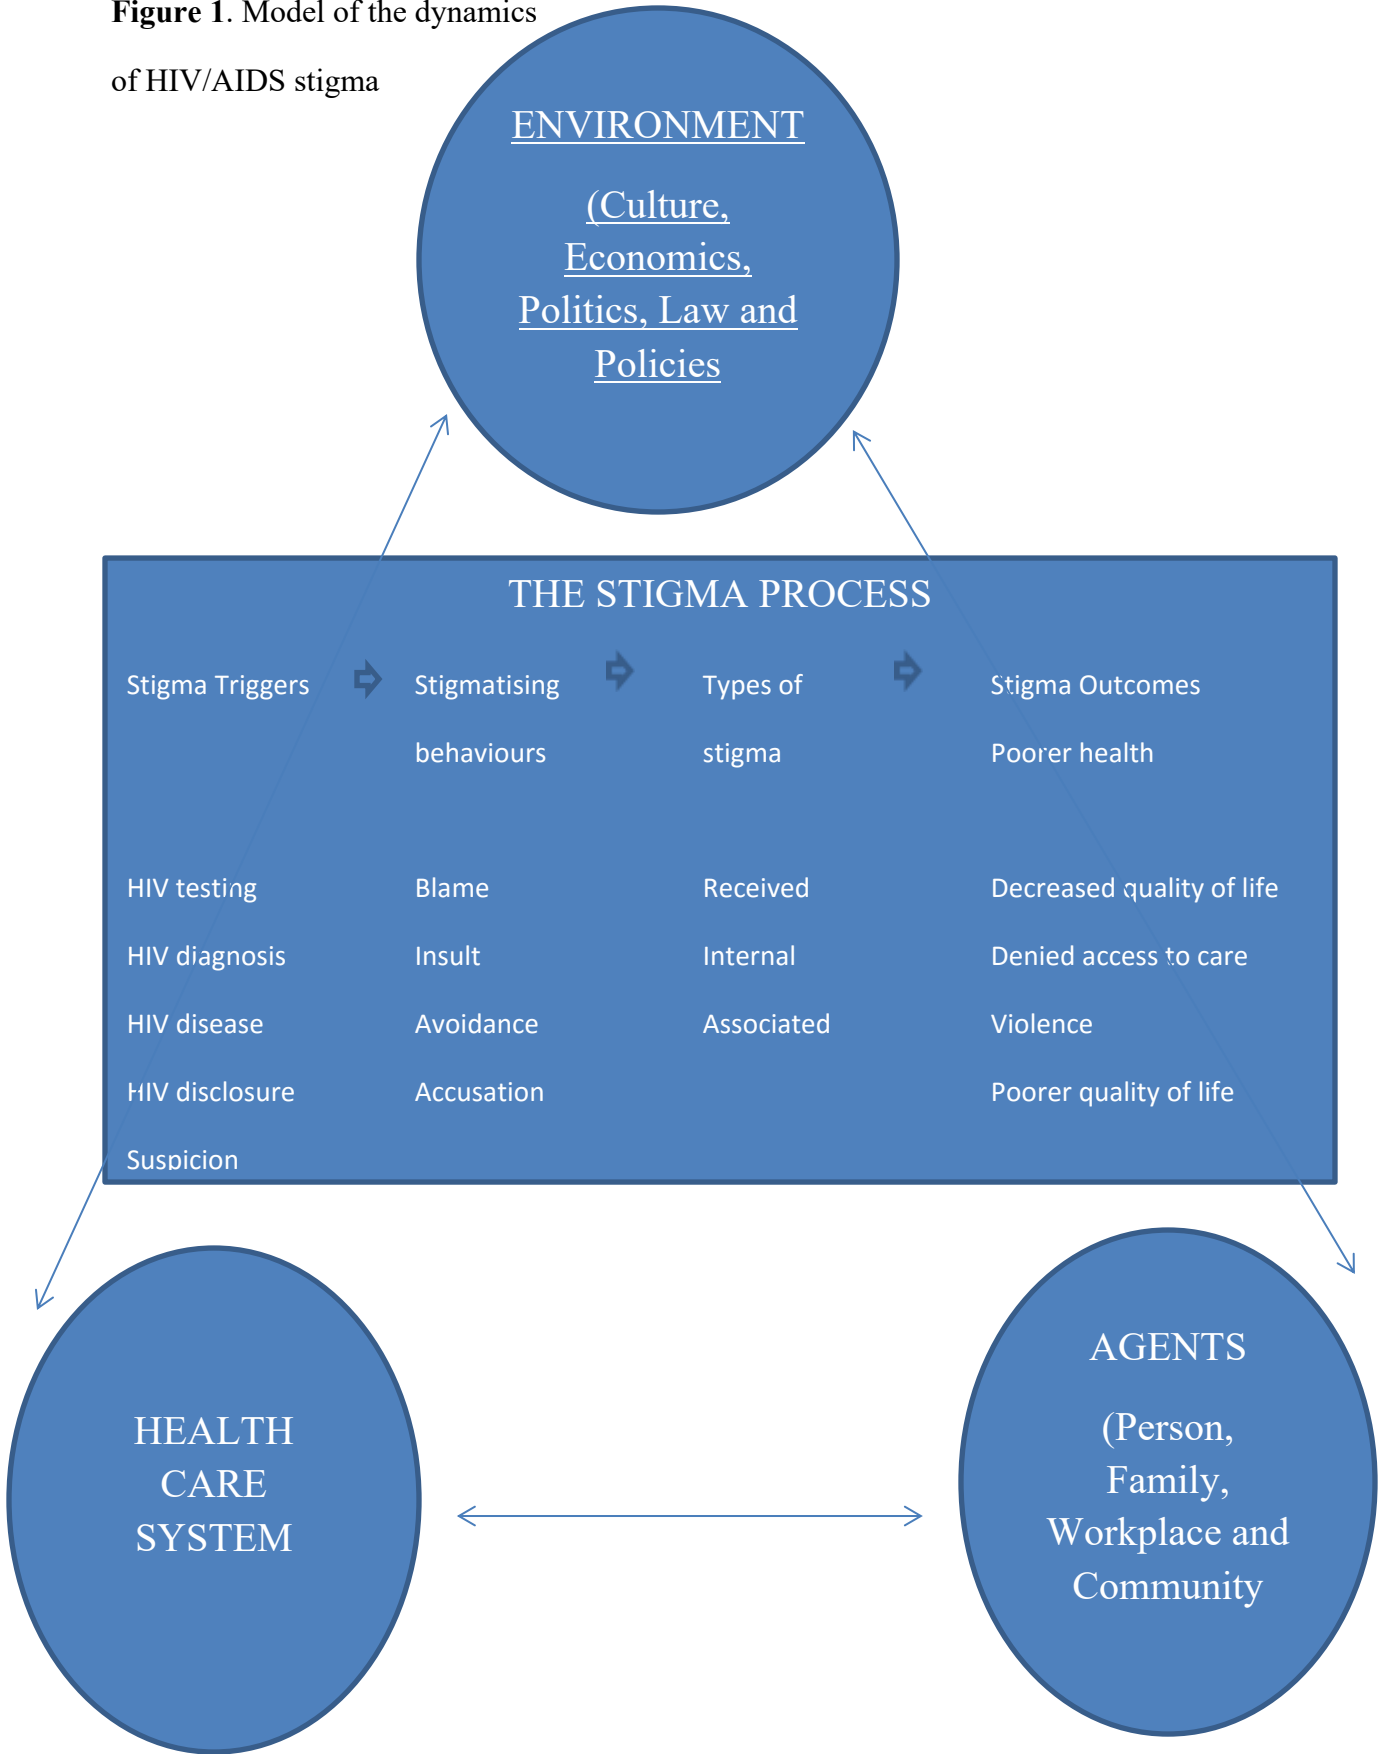 Figure 1. Model of the dynamics
of HIV/AIDS stigma
ENVIRONMENT
(Culture,
Economics,
Politics, Law and
Policies
THE STIGMA PROCESS
Stigma Triggers Stigmatising Types of Stigma Outcomes
behaviours stigma Poorer health
HIV testing Blame Received Decreased quality of life
HIV diagnosis Insult Internal Denied access to care
HIV disease Avoidance Associated Violence
HIV disclosure Accusation Poorer quality of life
Suspicion
HEALTH
CARE
SYSTEM
AGENTS
(Person,
Family,
Workplace and
Community